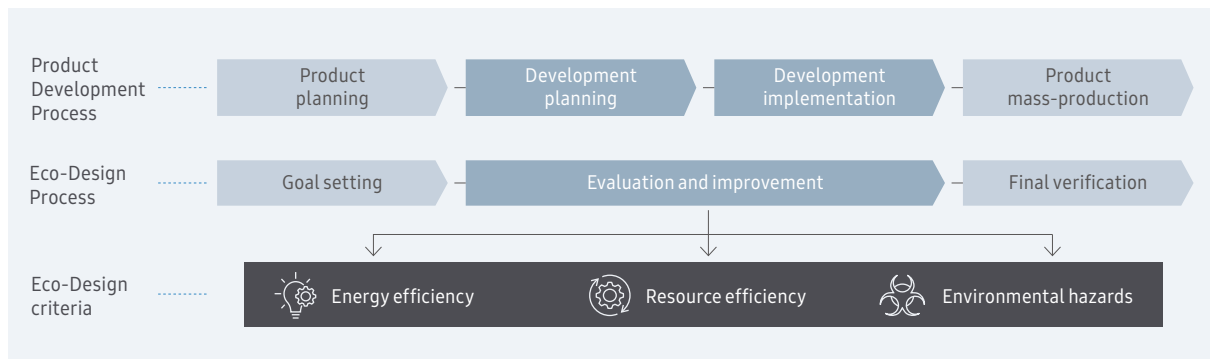 Product
Development
Process
Product
planning
Development
planning
Development
implementation
Product
mass-production
Eco-Design
Process
Goal setting
Evaluation and improvement
Final verification
Eco-Design
criteria
Energy efficiency
Resource efficiency
Environmental hazards